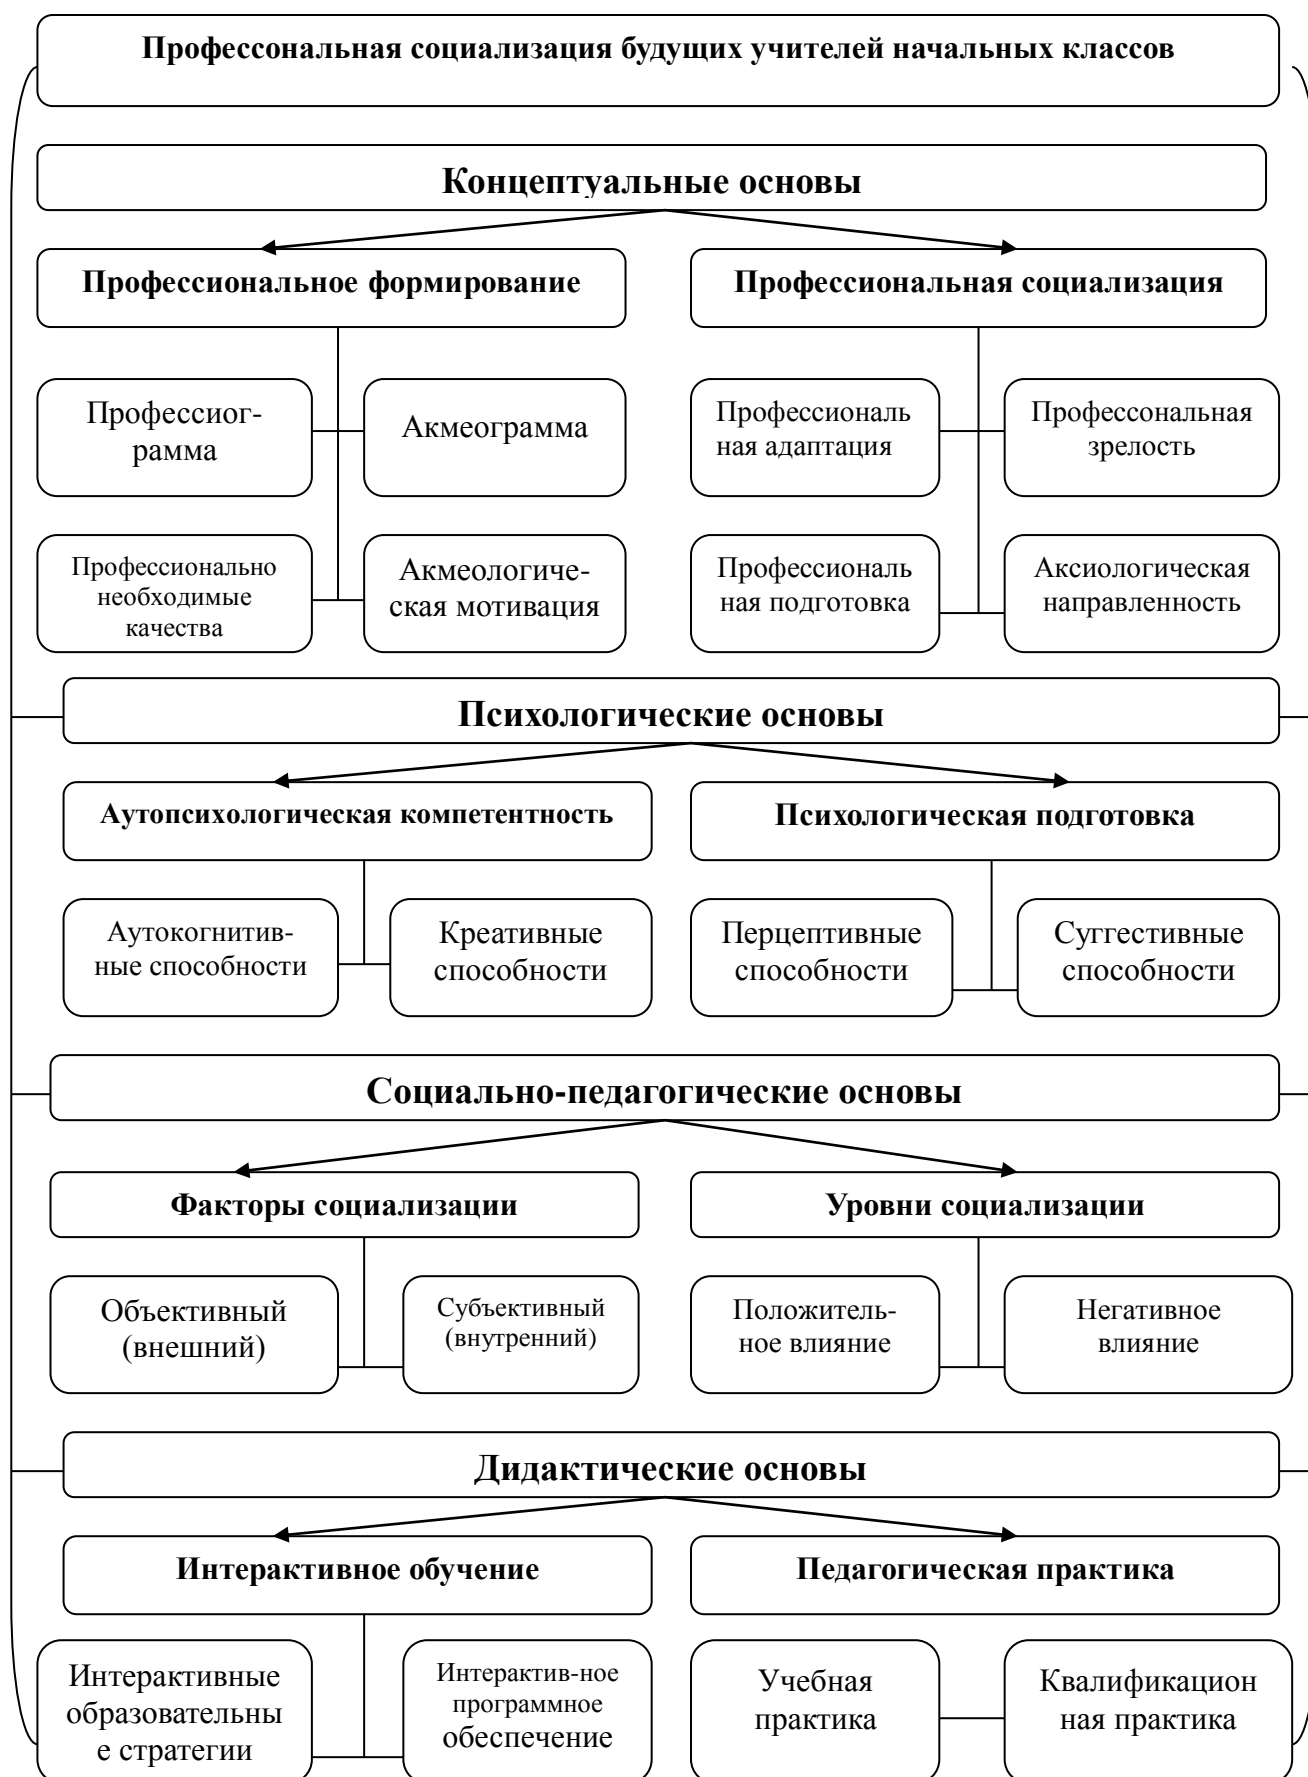 Профессональная социализация будущих учителей начальных классов
Концептуальные основы
Профессиональное формирование
Профессиональная социализация
Профессиог-
рамма
Акмеограмма
Професcиональ
ная адаптация
Профессональная
зрелость
Профессионально
необходимые
качества
Акмеологиче-
ская мотивация
Профессиональ
ная подготовка
Аксиологическая
направленность
Психологические основы
Аутопсихологическая компетентность
Психологическая подготовка
Аутокогнитив-
ные способности
Креативные
способности
Перцептивные
способности
Суггестивные
способности
Социально-педагогические основы
Факторы социализации
Уровни социализации
Объективный
(внешний)
Субъективный
(внутренний)
Положитель-
ное влияние
Негативное
влияние
Дидактические основы
Интерактивное обучение
Педагогическая практика
Интерактивные
образовательны
е стратегии
Интерактив-ное
программное
обеспечение
Учебная
практика
Квалификацион
ная практика